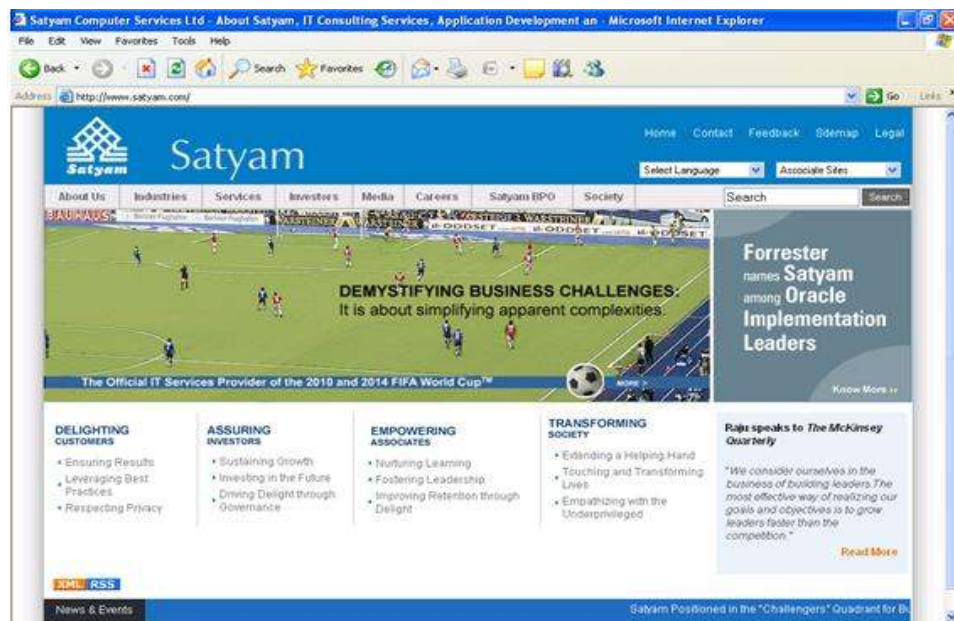 Satyam Computer Services Ltd - About Satyam, IT Consulting Services, Application Development an - Microsoft Internet Explorer
File Edit View Favorites Tools Help
Back Search Favorites
Address http://www.satyam.com/ Go Links
Home Contact Feedback Sitemap Legal
Satyam Satyam
Select Language Associate Sites
About Us Industries Services Investors Media Careers Satyam BPO Society Search Search
BAUHAUS
ODDSET ODDSET
Forrester
names Satyam
among Oracle
Implementation
Leaders
Know More
DEMYSTIFYING BUSINESS CHALLENGES:
It is about simplifying apparent complexities.
The Official IT Services Provider of the 2010 and 2014 FIFA World Cup™ MORE >
DELIGHTING
CUSTOMERS
• Ensuring Results
• Leveraging Best
Practices
• Respecting Privacy
ASSURING
INVESTORS
• Sustaining Growth
• Investing in the Future
• Driving Delight through
Governance
EMPOWERING
ASSOCIATES
• Nurturing Learning
• Fostering Leadership
• Improving Retention through
Delight
TRANSFORMING
SOCIETY
• Extending a Helping Hand
• Touching and Transforming
Lives
• Empathizing with the
Underprivileged
Raju speaks to The McKinsey
Quarterly
"We consider ourselves in the
business of building leaders.The
most effective way of realizing our
goals and objectives is to grow
leaders faster than the
competition."
Read More
XML RSS
News & Events Satyam Positioned in the "Challengers" Quadrant for Bu